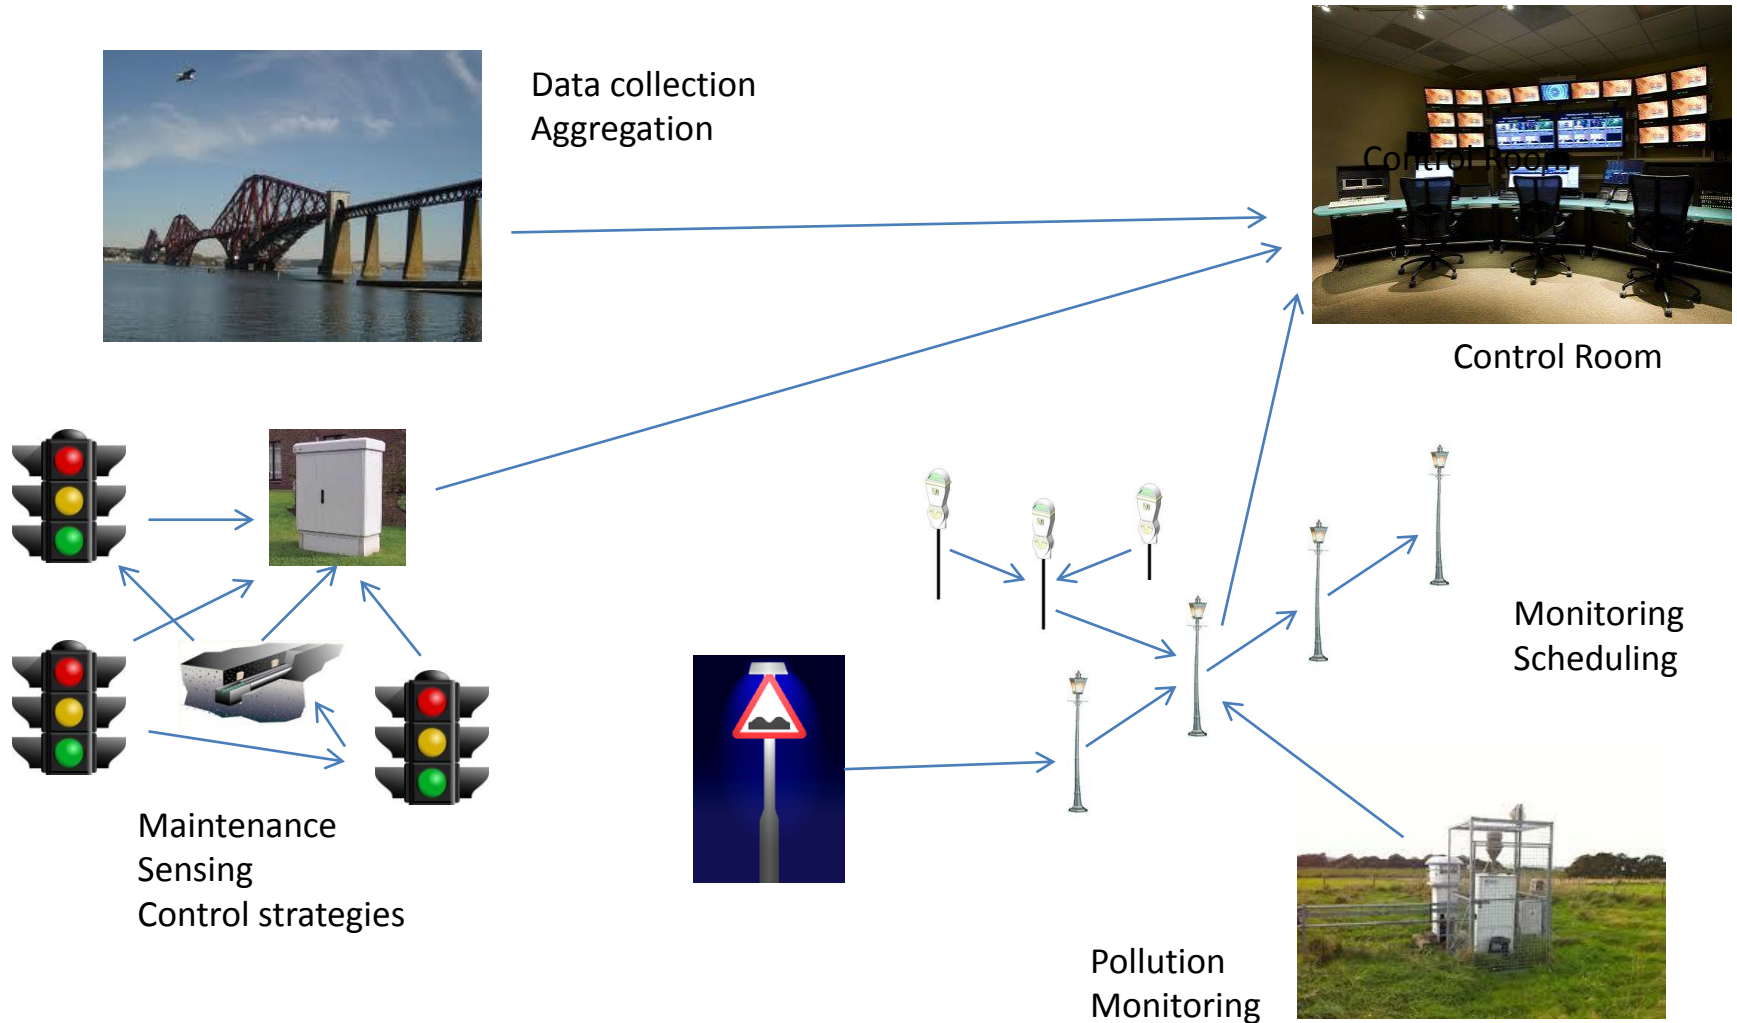 Data collection
Aggregation
Control Room
Control Room
Monitoring
Scheduling
Maintenance
Sensing
Control strategies
Pollution
Monitoring